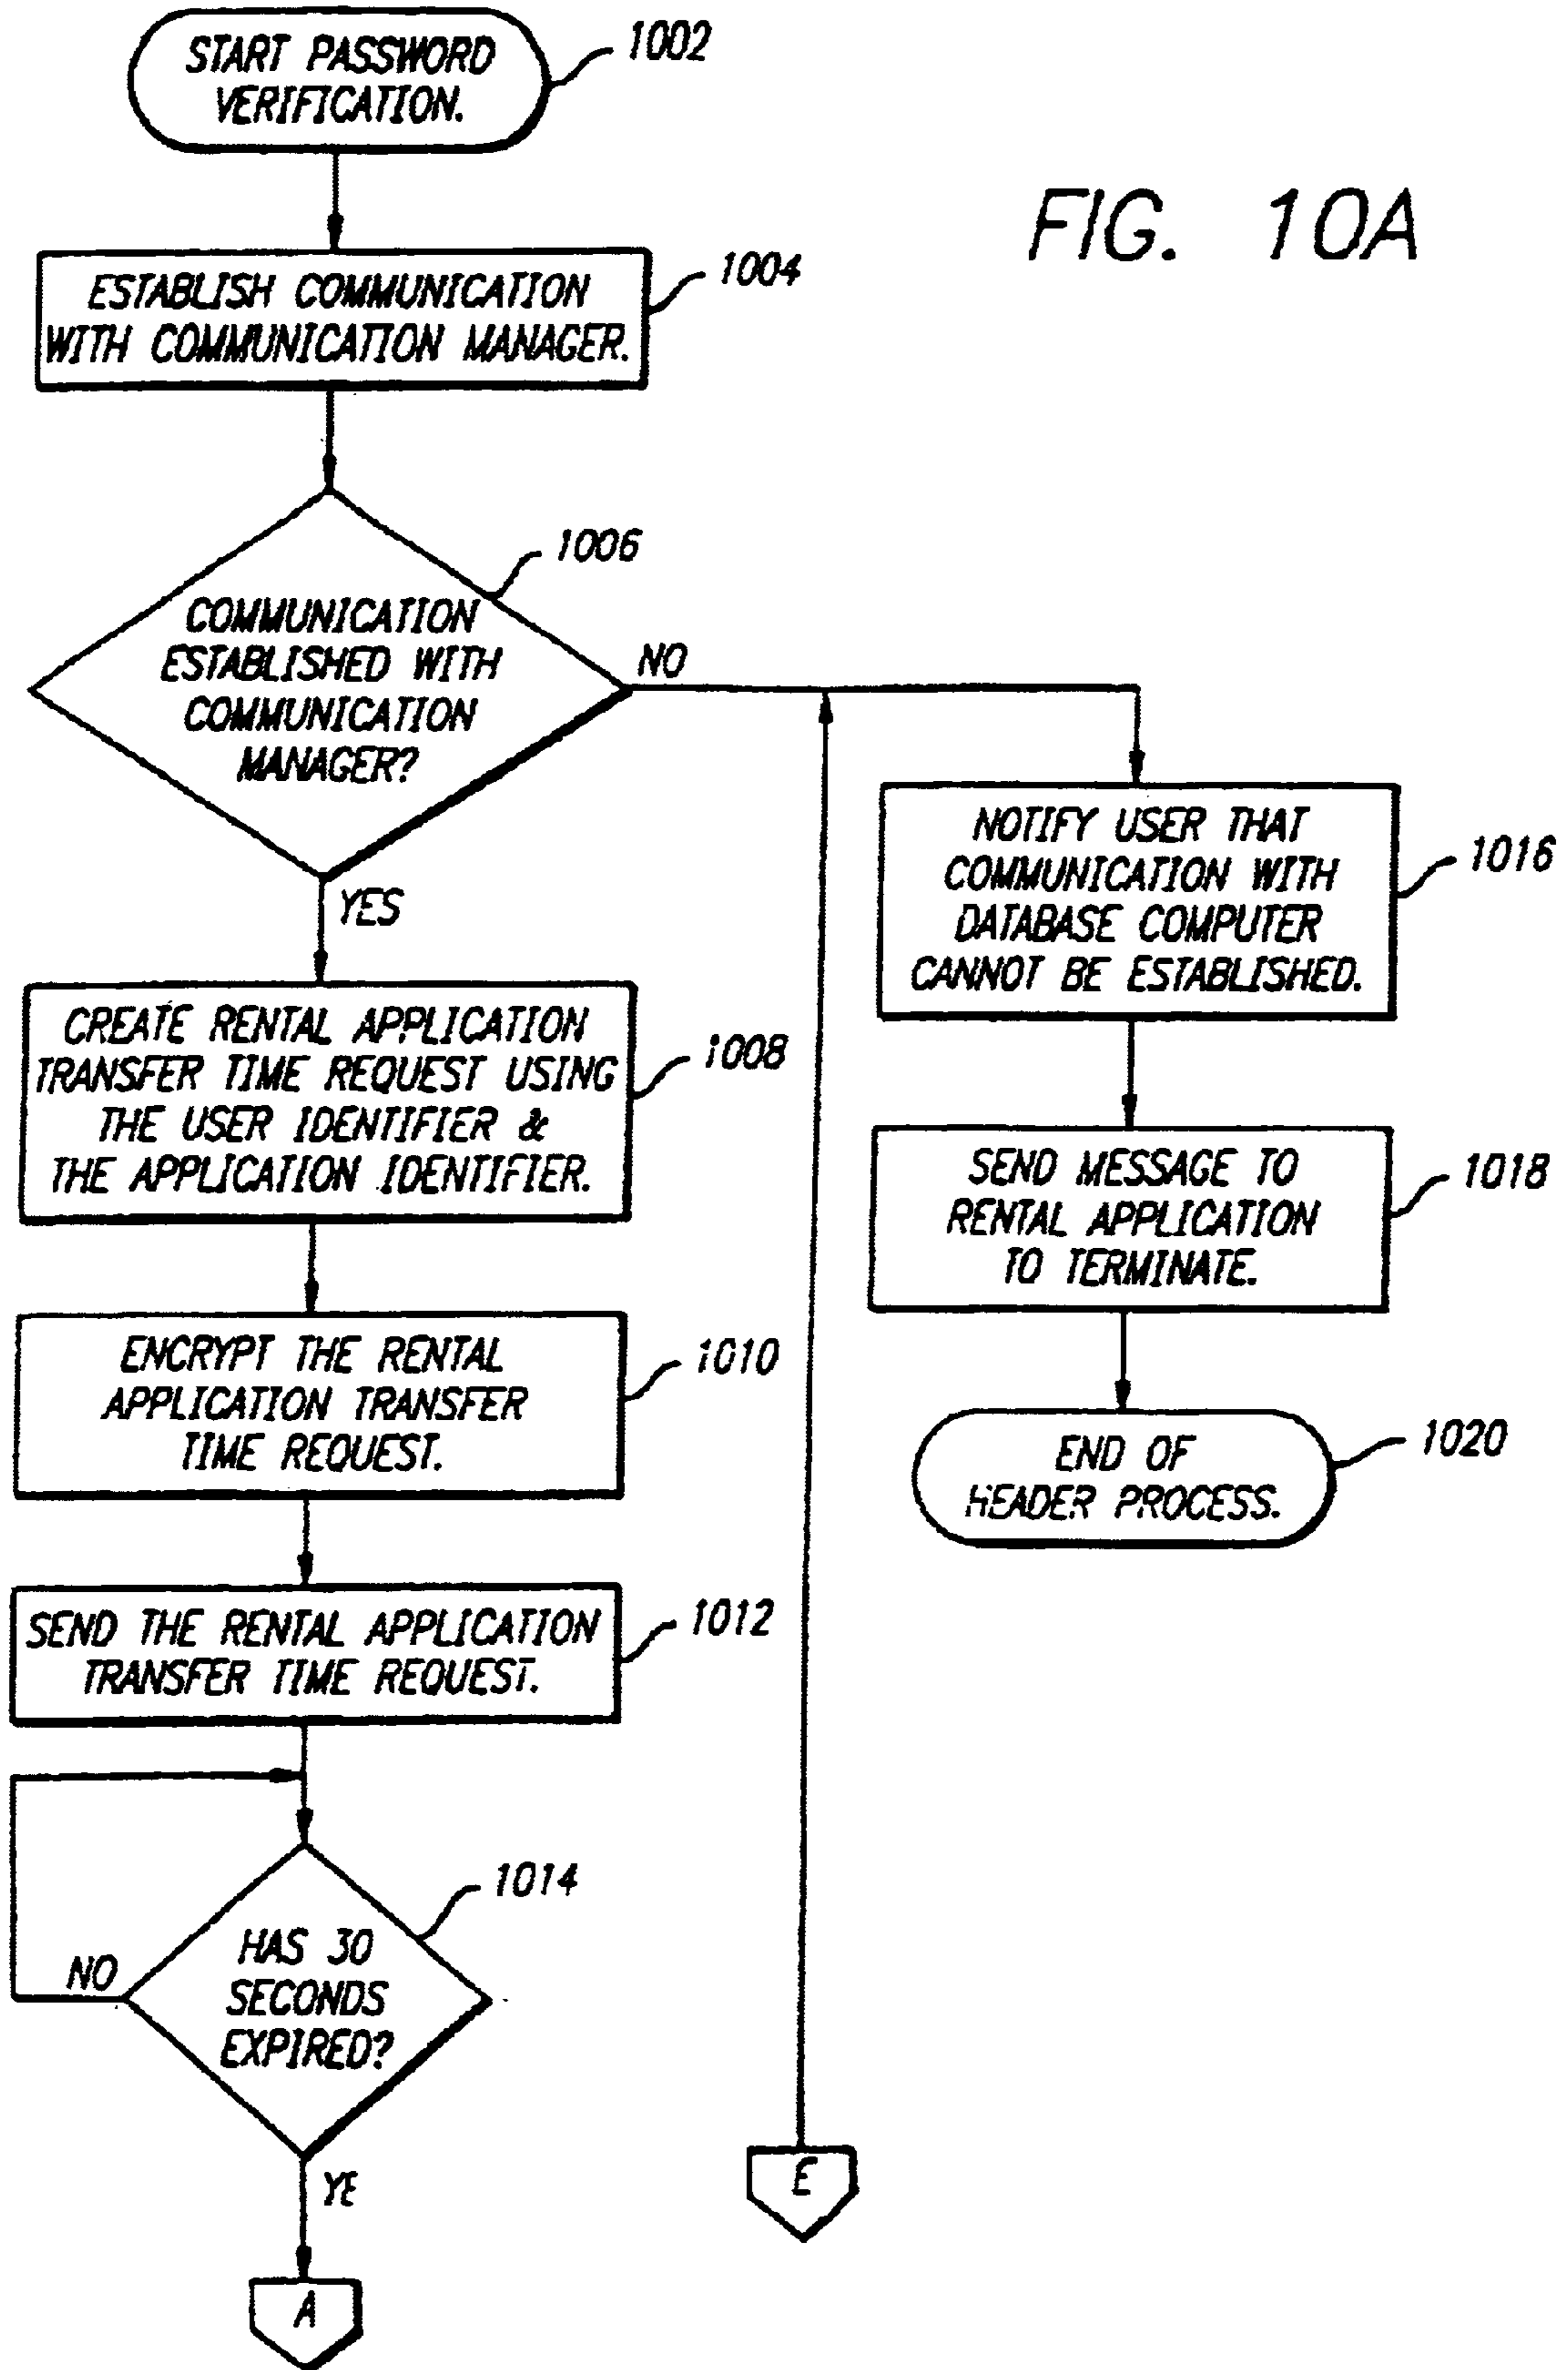 START PASSWORD
VERIFICATION.
1002
FIG. 10A
ESTABLISH COMMUNICATION
WITH COMMUNICATION MANAGER.
1004
COMMUNICATION
ESTABLISHED WITH
COMMUNICATION
MANAGER?
1006
NO
YES
NOTIFY USER THAT
COMMUNICATION WITH
DATABASE COMPUTER
CANNOT BE ESTABLISHED.
1016
CREATE RENTAL APPLICATION
TRANSFER TIME REQUEST USING
THE USER IDENTIFIER &
THE APPLICATION IDENTIFIER.
1008
SEND MESSAGE TO
RENTAL APPLICATION
TO TERMINATE.
1018
ENCRYPT THE RENTAL
APPLICATION TRANSFER
TIME REQUEST.
1010
END OF
HEADER PROCESS.
1020
SEND THE RENTAL APPLICATION
TRANSFER TIME REQUEST.
1012
HAS 30
SECONDS
EXPIRED?
1014
NO
YE
E
A